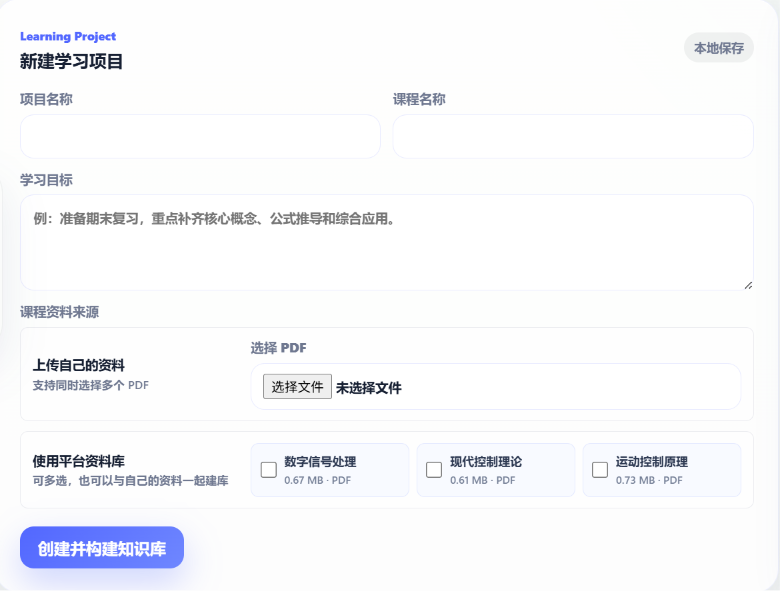 Learning Project
新建学习项目
本地保存
项目名称
课程名称
学习目标
例：准备期末复习，重点补齐核心概念、公式推导和综合应用。
课程资料来源
上传自己的资料
支持同时选择多个 PDF
选择 PDF
选择文件 未选择文件
使用平台资料库
可多选，也可以与自己的资料一起建库
数字信号处理
0.67 MB · PDF
现代控制理论
0.61 MB · PDF
运动控制原理
0.73 MB · PDF
创建并构建知识库